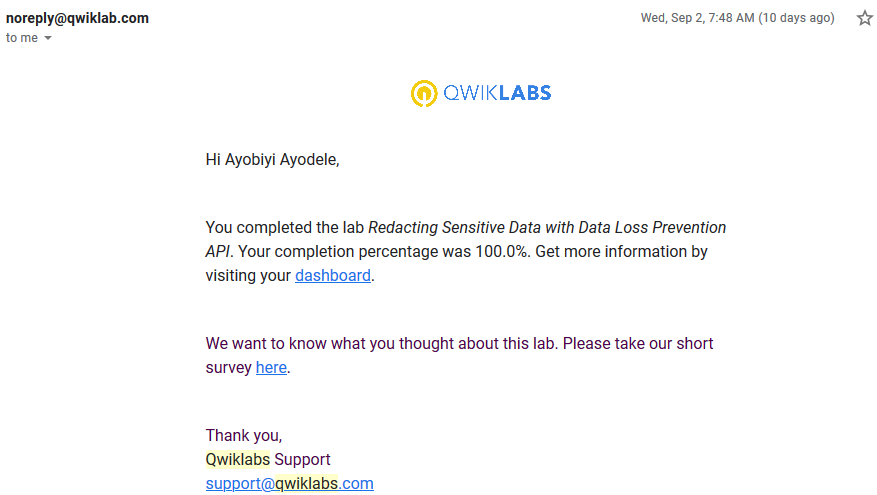 noreply@qwiklab.com
Wed, Sep 2, 7:48 AM (10 days ago)
to me
QWIKLABS
Hi Ayobiyi Ayodele,
You completed the lab Redacting Sensitive Data with Data Loss Prevention
API. Your completion percentage was 100.0%. Get more information by
visiting your dashboard.
We want to know what you thought about this lab. Please take our short
survey here.
Thank you,
Qwiklabs Support
support@qwiklabs.com